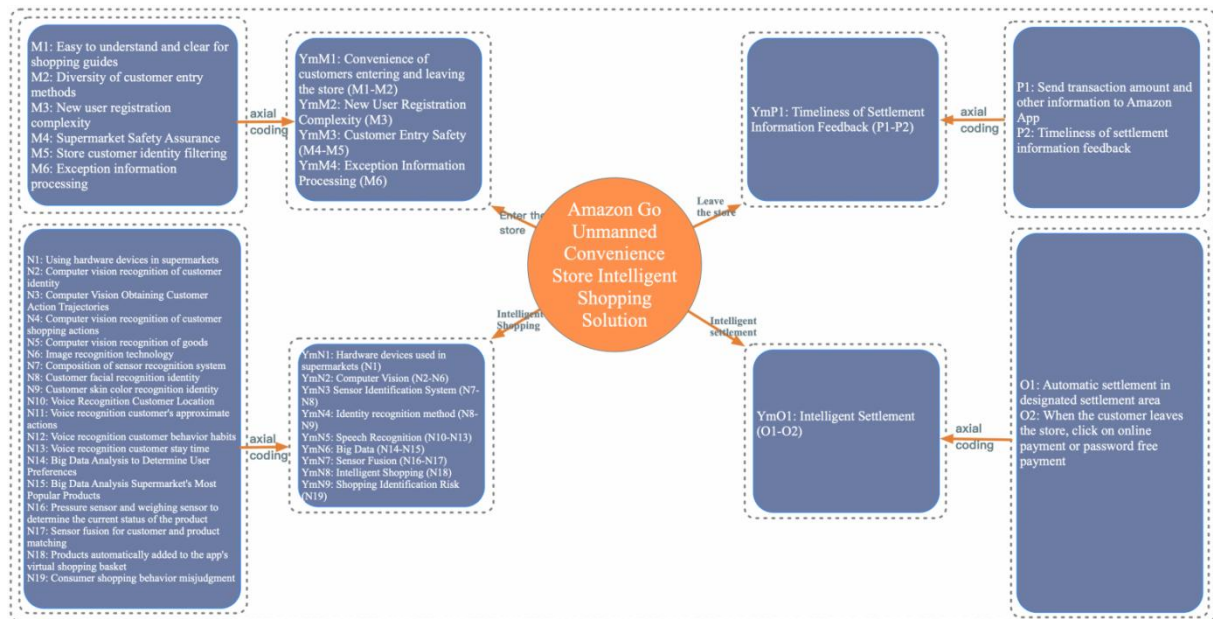 M1: Easy to understand and clear for
shopping guides
M2: Diversity of customer entry
methods
M3: New user registration
complexity
M4: Supermarket Safety Assurance
M5: Store customer identity filtering
M6: Exception information
processing
axial
coding
YmM1: Convenience of
customers entering and leaving
the store (M1-M2)
YmM2: New User Registration
Complexity (M3)
YmM3: Customer Entry Safety
(M4-M5)
YmM4: Exception Information
Processing (M6)
Enter the
store
Amazon Go
Unmanned
Convenience
Store Intelligent
Shopping
Solution
Leave
the store
YmP1: Timeliness of Settlement
Information Feedback (P1-P2)
axial
coding
P1: Send transaction amount and
other information to Amazon
App
P2: Timeliness of settlement
information feedback
N1: Using hardware devices in supermarkets
N2: Computer vision recognition of customer
identity
N3: Computer Vision Obtaining Customer
Action Trajectories
N4: Computer vision recognition of customer
shopping actions
N5: Computer vision recognition of goods
N6: Image recognition technology
N7: Composition of sensor recognition system
N8: Customer facial recognition identity
N9: Customer skin color recognition identity
N10: Voice Recognition Customer Location
N11: Voice recognition customer's approximate
actions
N12: Voice recognition customer behavior habits
N13: Voice recognition customer stay time
N14: Big Data Analysis to Determine User
Preferences
N15: Big Data Analysis Supermarket's Most
Popular Products
N16: Pressure sensor and weighing sensor to
determine the current status of the product
N17: Sensor fusion for customer and product
matching
N18: Products automatically added to the app's
virtual shopping basket
N19: Consumer shopping behavior misjudgment
axial
coding
YmN1: Hardware devices used in
supermarkets (N1)
YmN2: Computer Vision (N2-N6)
YmN3 Sensor Identification System (N7-
N8)
YmN4: Identity recognition method (N8-
N9)
YmN5: Speech Recognition (N10-N13)
YmN6: Big Data (N14-N15)
YmN7: Sensor Fusion (N16-N17)
YmN8: Intelligent Shopping (N18)
YmN9: Shopping Identification Risk
(N19)
Intelligent
Shopping
Intelligent
settlement
YmO1: Intelligent Settlement
(O1-O2)
axial
coding
O1: Automatic settlement in
designated settlement area
O2: When the customer leaves
the store, click on online
payment or password free
payment